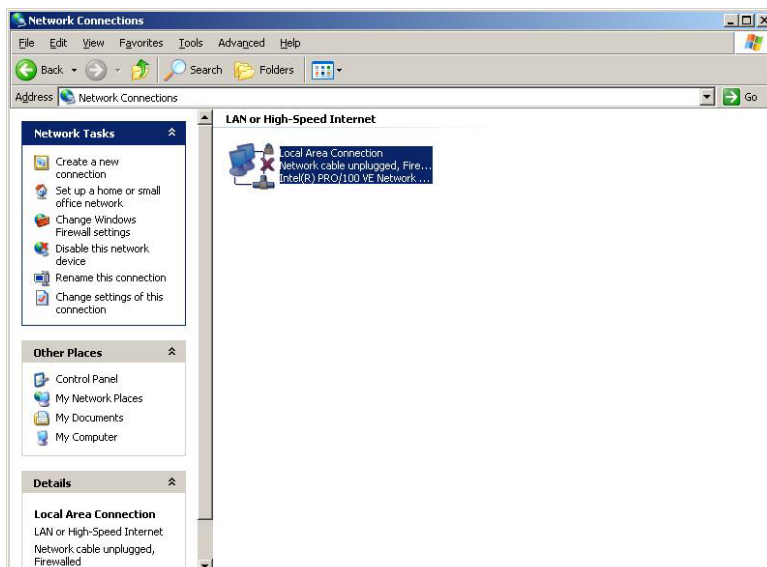 Network Connections
File Edit View Favorites Tools Advanced Help
Back Search Folders
Address Network Connections Go
Network Tasks
Create a new
connection
Set up a home or small
office network
Change Windows
Firewall settings
Disable this network
device
Rename this connection
Change settings of this
connection
Other Places
Control Panel
My Network Places
My Documents
My Computer
Details
Local Area Connection
LAN or High-Speed Internet
Network cable unplugged,
Firewalled
LAN or High-Speed Internet
Local Area Connection
Network cable unplugged, Fire...
Intel(R) PRO/100 VE Network ...